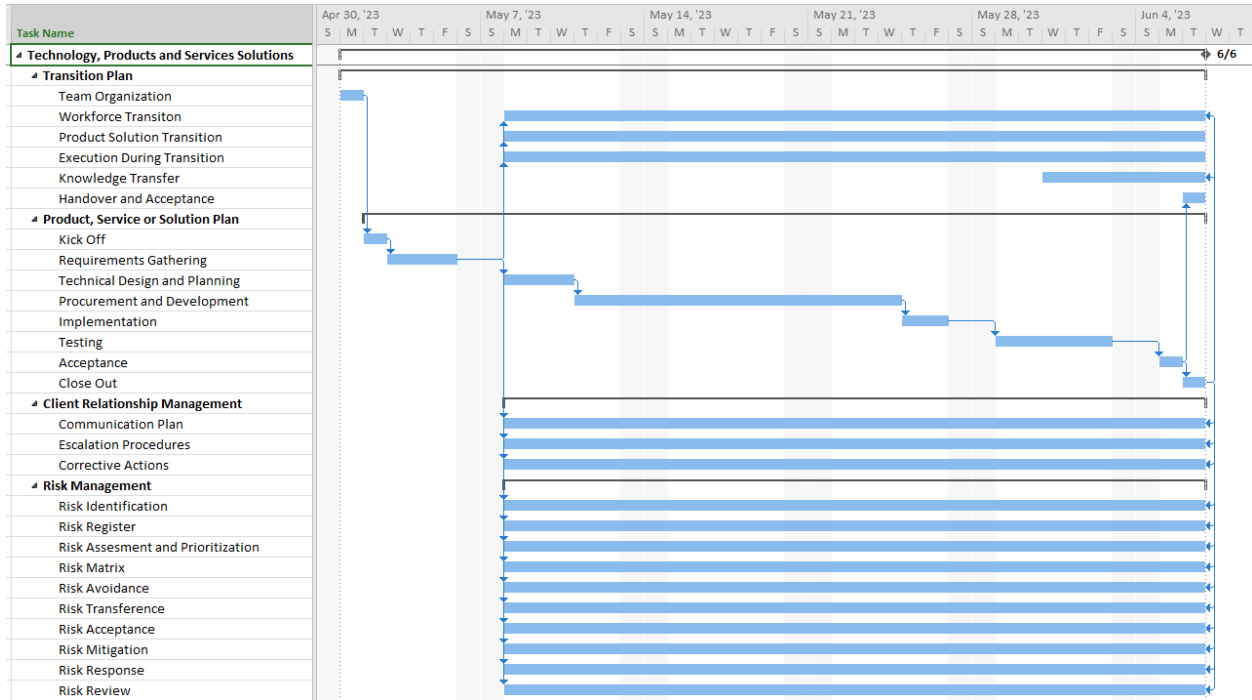 Apr 30, '23 May 7, '23 May 14, '23 May 21, '23 May 28, '23 Jun 4, '23
Task Name S M T W T F S S M T W T F S S M T W T F S S M T W T F S S M T W T F S S M T W T
Technology, Products and Services Solutions 6/6
Transition Plan
Team Organization
Workforce Transiton
Product Solution Transition
Execution During Transition
Knowledge Transfer
Handover and Acceptance
Product, Service or Solution Plan
Kick Off
Requirements Gathering
Technical Design and Planning
Procurement and Development
Implementation
Testing
Acceptance
Close Out
Client Relationship Management
Communication Plan
Escalation Procedures
Corrective Actions
Risk Management
Risk Identification
Risk Register
Risk Assesment and Prioritization
Risk Matrix
Risk Avoidance
Risk Transference
Risk Acceptance
Risk Mitigation
Risk Response
Risk Review